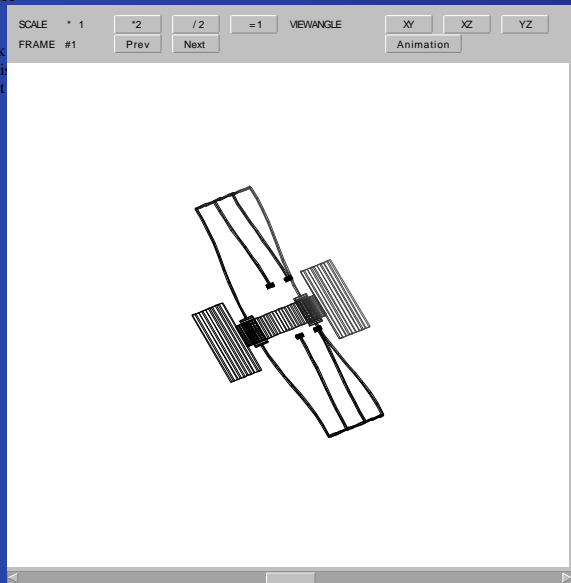 SCALE * 1 *2 / 2 = 1 VIEWANGLE XY XZ YZ
FRAME #1 Prev Next Animation